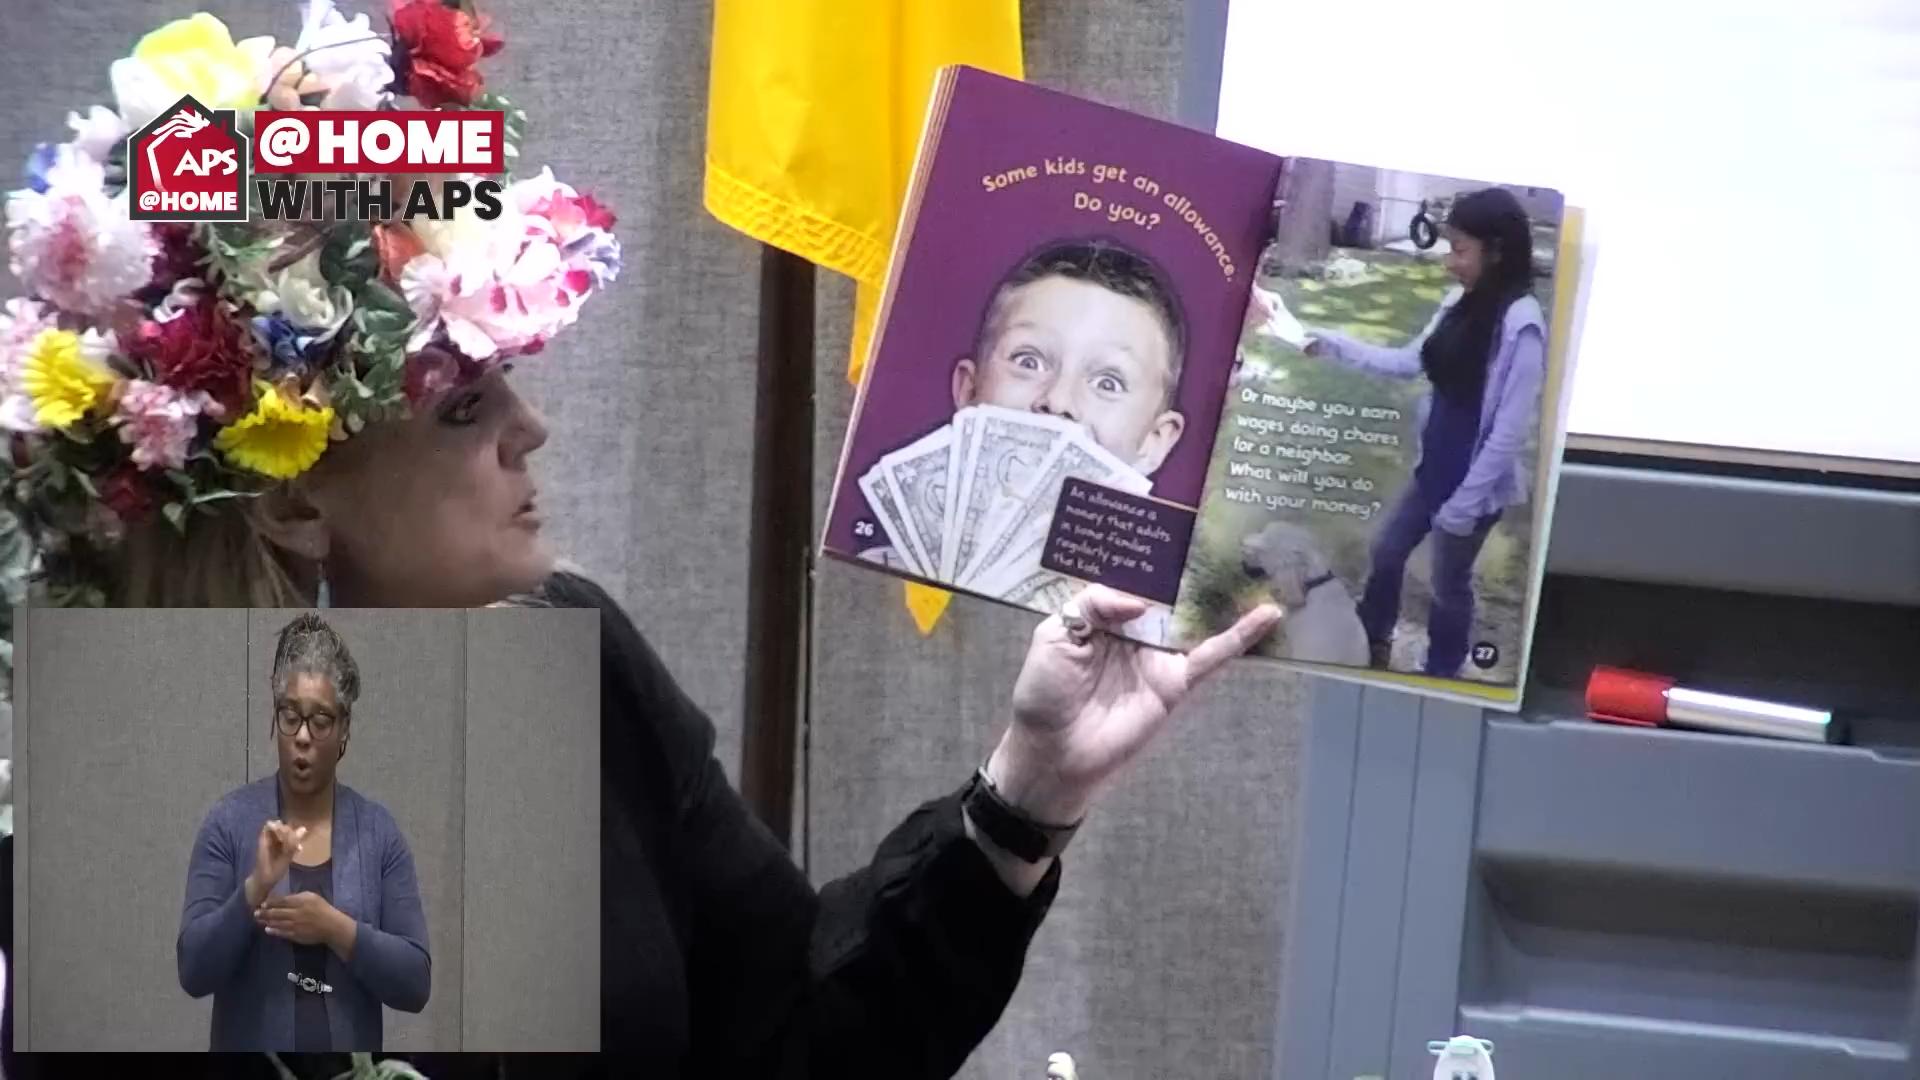 @HOME
WITH APS
APS
@HOME
Some kids get an allowance.
Do you?
An allowance is
money that adults
in some families
regularly give to
the kids.
26
Or maybe you earn
wages doing chores
for a neighbor.
What will you do
with your money?
27